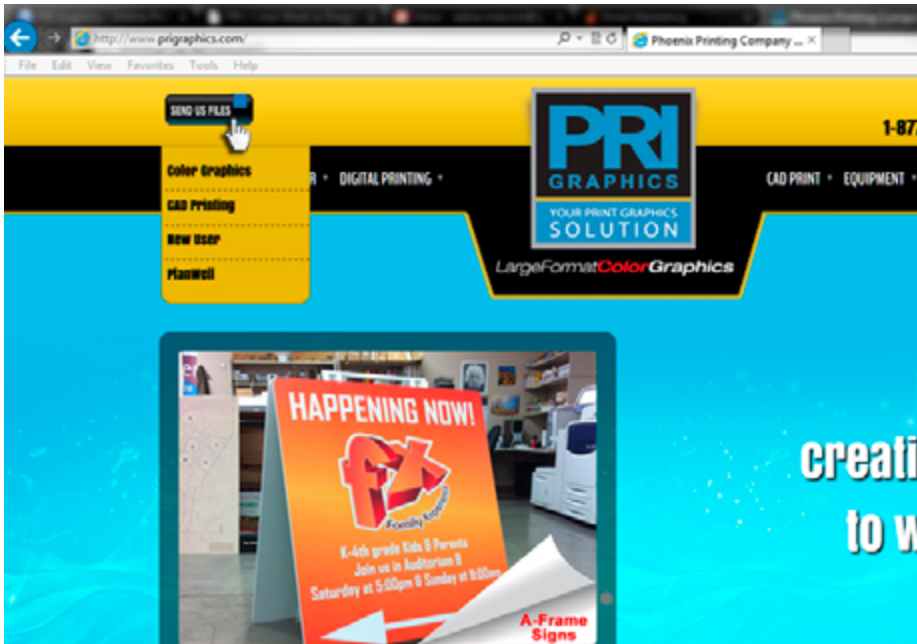 http://www.prigraphics.com/
Phoenix Printing Company ...
File Edit View Favorites Tools Help
SEND US FILES
1-87
Color Graphics
CAD Printing
New User
PlanWell
R
DIGITAL PRINTING
PRI
GRAPHICS
YOUR PRINT GRAPHICS
SOLUTION
LargeFormatColorGraphics
CAD PRINT
EQUIPMENT
HAPPENING NOW!
fx
Family Xperience
K-4th grade Kids & Parents
Join us in Auditorium B
Saturday at 5:00pm & Sunday at 9:00am
A-Frame
Signs
creati
to w